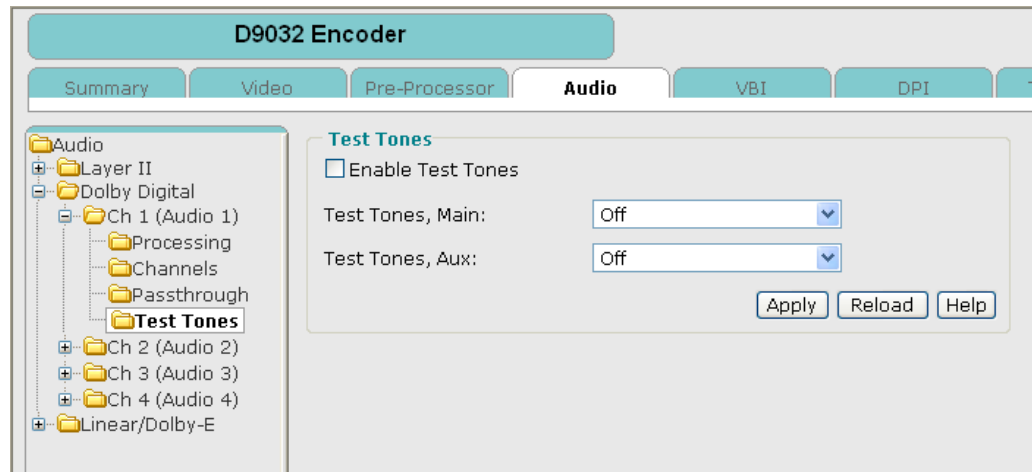 D9032 Encoder
Summary
Video
Pre-Processor
Audio
VBI
DPI
Audio
Layer II
Dolby Digital
Ch 1 (Audio 1)
Processing
Channels
Passthrough
Test Tones
Ch 2 (Audio 2)
Ch 3 (Audio 3)
Ch 4 (Audio 4)
Linear/Dolby-E
Test Tones
Enable Test Tones
Test Tones, Main: Off
Test Tones, Aux: Off
Apply Reload Help